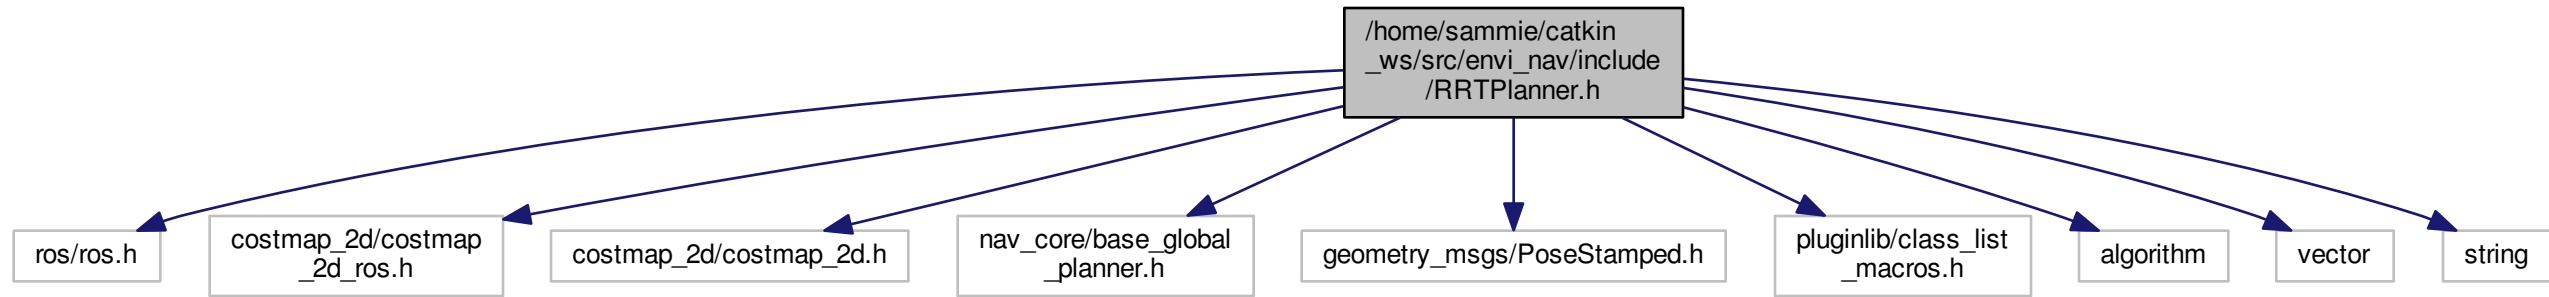 /home/sammie/catkin
_ws/src/envi_nav/include
/RRTPlanner.h
ros/ros.h
costmap_2d/costmap
_2d_ros.h
costmap_2d/costmap_2d.h
nav_core/base_global
_planner.h
geometry_msgs/PoseStamped.h
pluginlib/class_list
_macros.h
algorithm
vector
string